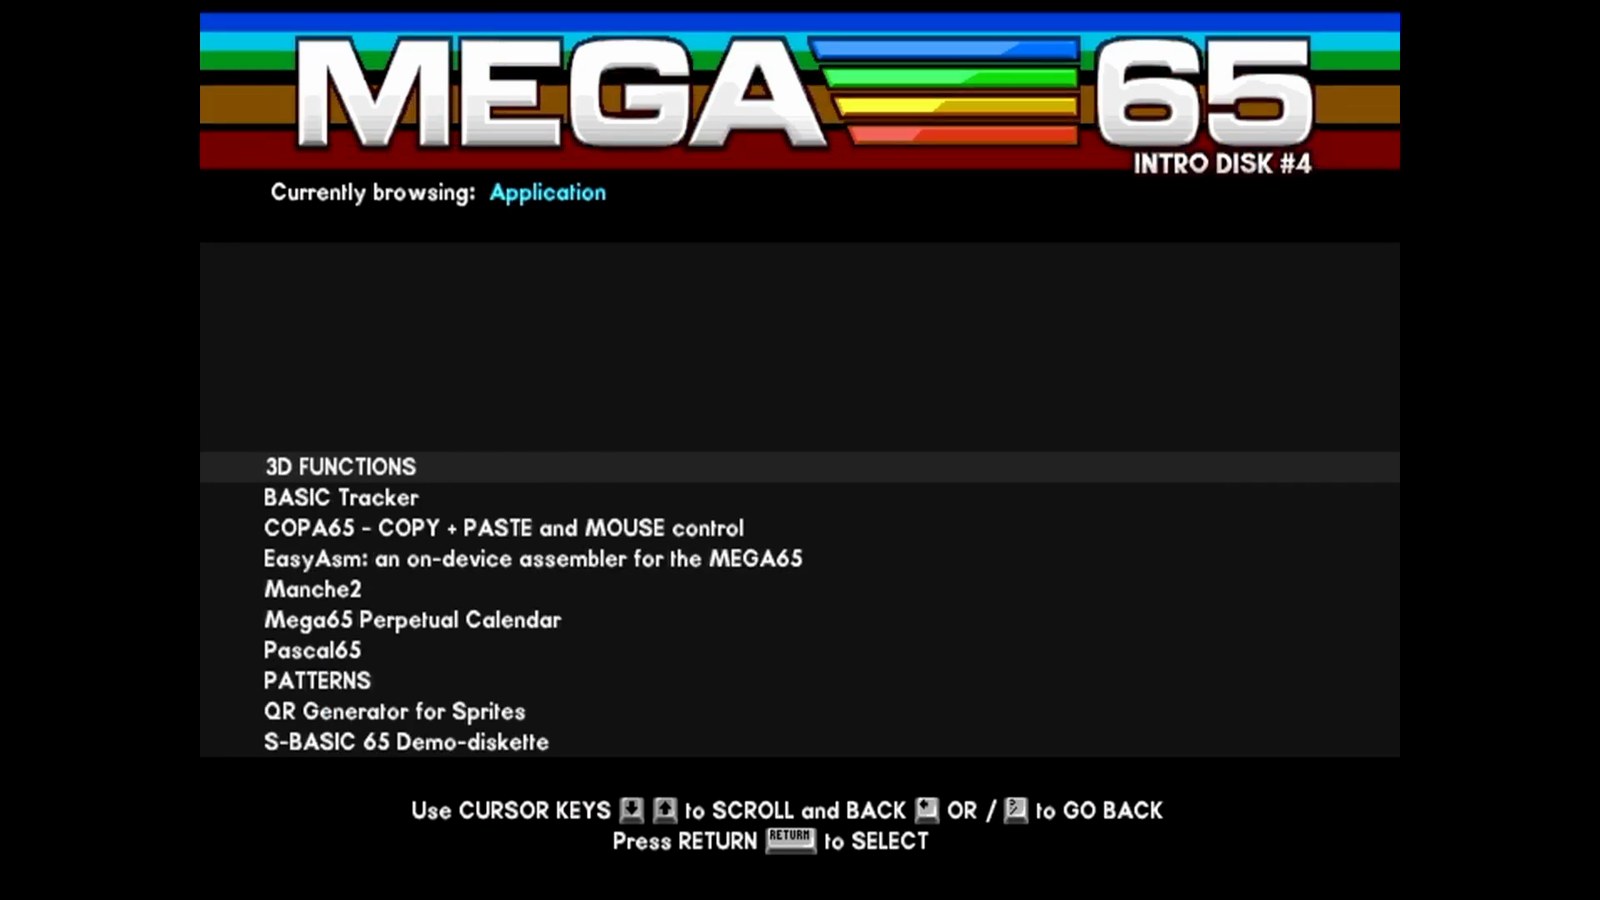 MEGA 65
INTRO DISK #4
Currently browsing: Application
3D FUNCTIONS
BASIC Tracker
COPA65 - COPY + PASTE and MOUSE control
EasyAsm: an on-device assembler for the MEGA65
Manche2
Mega65 Perpetual Calendar
Pascal65
PATTERNS
QR Generator for Sprites
S-BASIC 65 Demo-diskette
Use CURSOR KEYS to SCROLL and BACK OR / to GO BACK
Press RETURN RETURN to SELECT